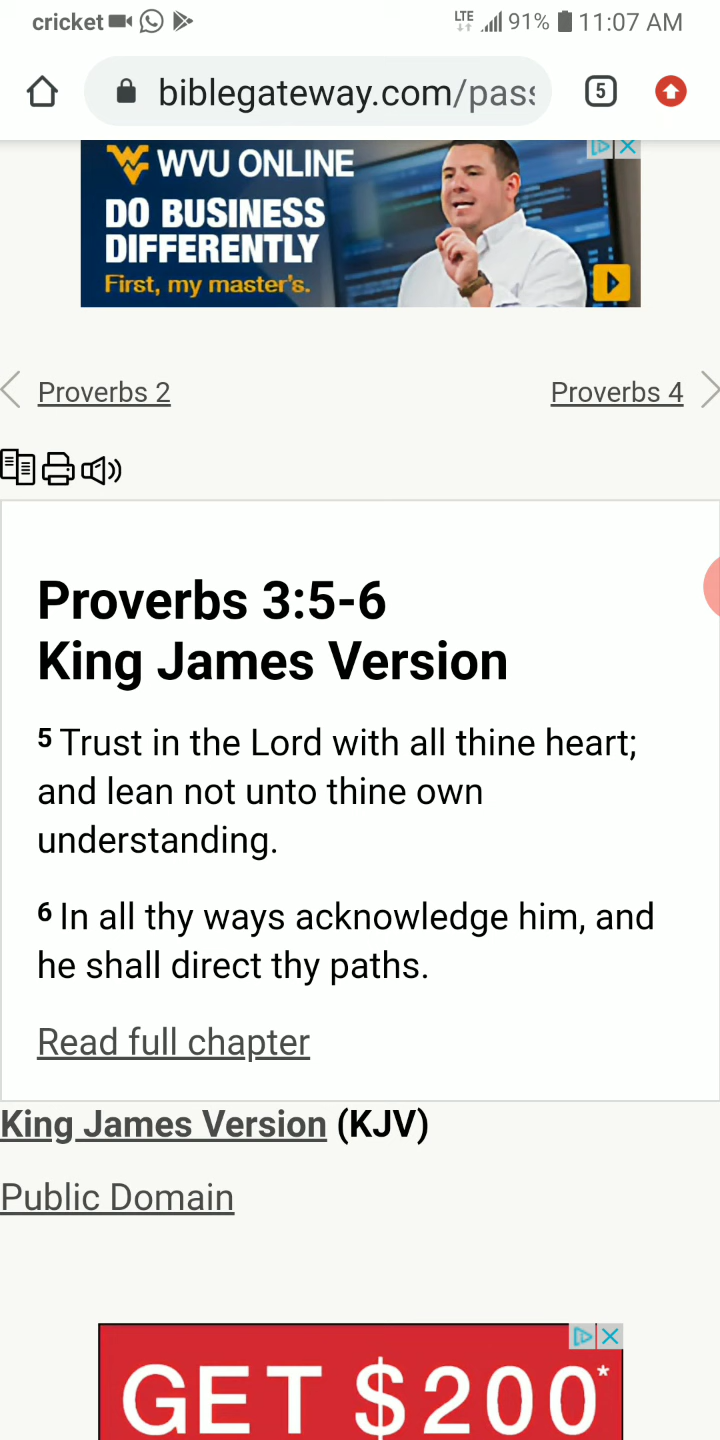 cricket LTE 91% 11:07 AM
biblegateway.com/pass 5
WVU ONLINE
DO BUSINESS
DIFFERENTLY
First, my master's.
Proverbs 2 Proverbs 4
Proverbs 3:5-6
King James Version
5 Trust in the Lord with all thine heart;
and lean not unto thine own
understanding.
6 In all thy ways acknowledge him, and
he shall direct thy paths.
Read full chapter
King James Version (KJV)
Public Domain
GET $200*